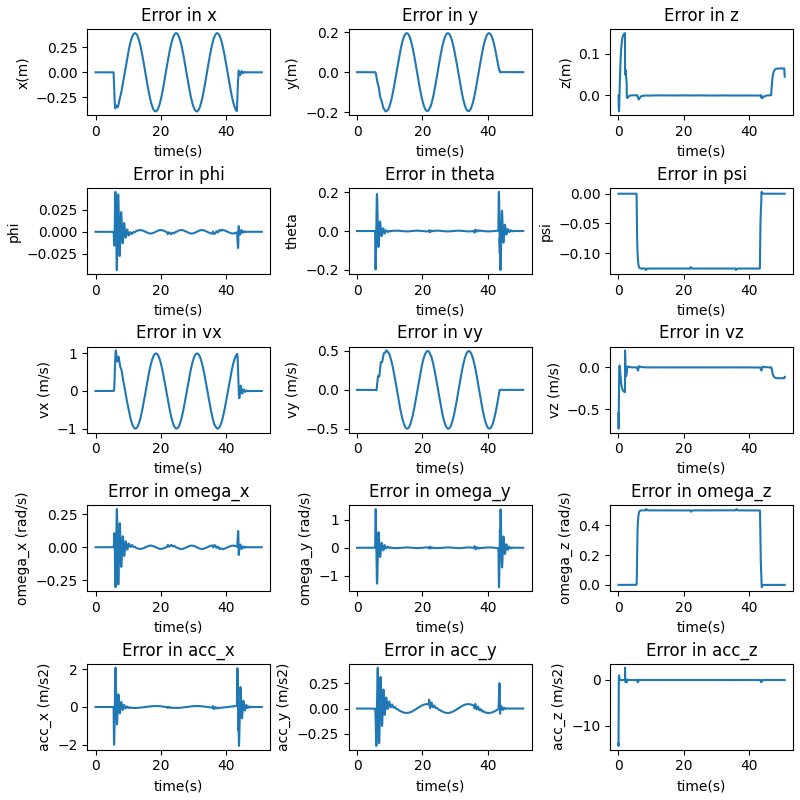 Error in x
Error in y
Error in z
x(m)
0.25
0.00
−0.25
y(m)
0.2
0.0
−0.2
z(m)
0.1
0.0
0 20 40
0 20 40
0 20 40
time(s)
time(s)
time(s)
Error in phi
Error in theta
Error in psi
phi
0.025
0.000
−0.025
theta
0.2
0.0
−0.2
psi
0.00
−0.05
−0.10
0 20 40
0 20 40
0 20 40
time(s)
time(s)
time(s)
Error in vx
Error in vy
Error in vz
vx (m/s)
1
0
−1
vy (m/s)
0.5
0.0
−0.5
vz (m/s)
0.0
−0.5
0 20 40
0 20 40
0 20 40
time(s)
time(s)
time(s)
Error in omega_x
Error in omega_y
Error in omega_z
omega_x (rad/s)
0.25
0.00
−0.25
omega_y (rad/s)
1
0
−1
omega_z (rad/s)
0.4
0.2
0.0
0 20 40
0 20 40
0 20 40
time(s)
time(s)
time(s)
Error in acc_x
Error in acc_y
Error in acc_z
acc_x (m/s2)
2
0
−2
acc_y (m/s2)
0.25
0.00
−0.25
acc_z (m/s2)
0
−10
0 20 40
0 20 40
0 20 40
time(s)
time(s)
time(s)